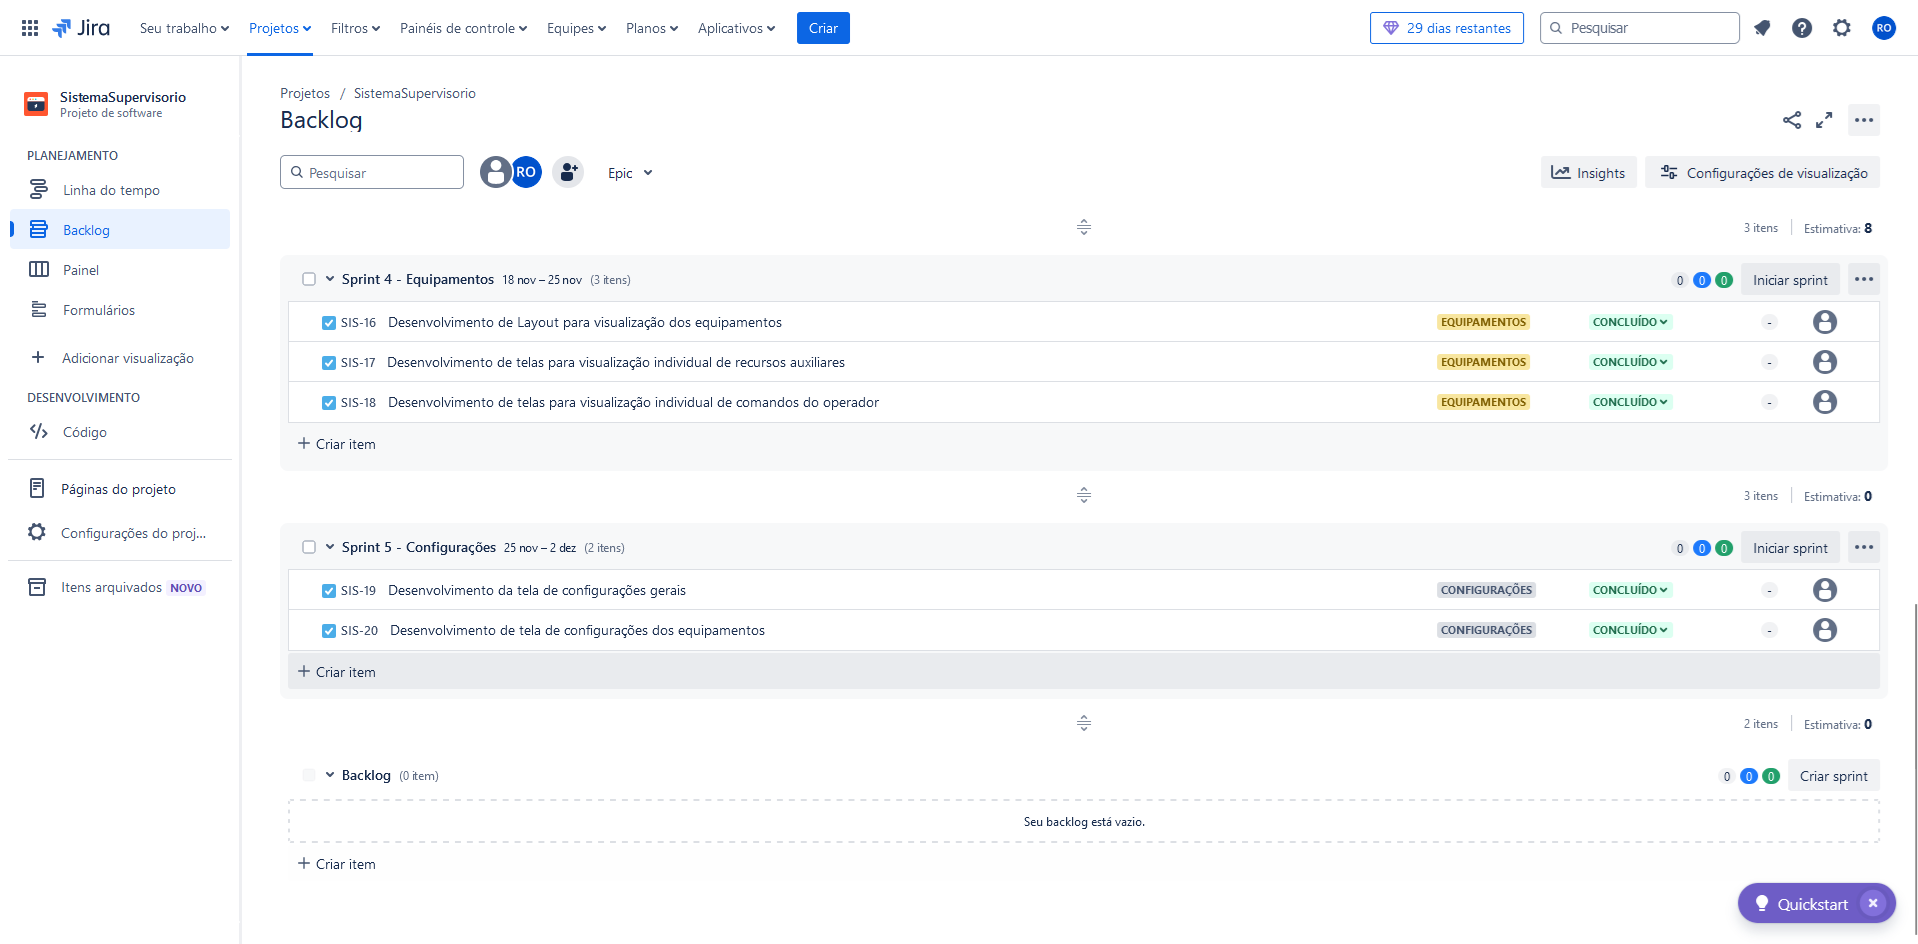 Jira Seu trabalho Projetos Filtros Painéis de controle Equipes Planos Aplicativos Criar 29 dias restantes Pesquisar RO
SistemaSupervisorio
Projeto de software
PLANEJAMENTO
Linha do tempo
Backlog
Painel
Formulários
Adicionar visualização
DESENVOLVIMENTO
Código
Páginas do projeto
Configurações do proj...
Itens arquivados NOVO
Projetos / SistemaSupervisorio
Backlog
Pesquisar RO Epic Insights Configurações de visualização
3 itens Estimativa: 8
Sprint 4 - Equipamentos 18 nov – 25 nov (3 itens) 0 0 0 Iniciar sprint
SIS-16 Desenvolvimento de Layout para visualização dos equipamentos EQUIPAMENTOS CONCLUÍDO -
SIS-17 Desenvolvimento de telas para visualização individual de recursos auxiliares EQUIPAMENTOS CONCLUÍDO -
SIS-18 Desenvolvimento de telas para visualização individual de comandos do operador EQUIPAMENTOS CONCLUÍDO -
+ Criar item
3 itens Estimativa: 0
Sprint 5 - Configurações 25 nov – 2 dez (2 itens) 0 0 0 Iniciar sprint
SIS-19 Desenvolvimento da tela de configurações gerais CONFIGURAÇÕES CONCLUÍDO -
SIS-20 Desenvolvimento de tela de configurações dos equipamentos CONFIGURAÇÕES CONCLUÍDO -
+ Criar item
2 itens Estimativa: 0
Backlog (0 item) 0 0 0 Criar sprint
Seu backlog está vazio.
+ Criar item
Quickstart